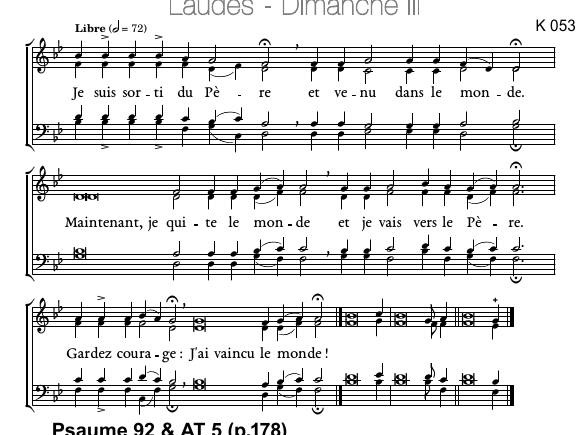 Laudes - Dimanche III
Libre (𝅗𝅥 = 72)
K 053
Je suis sor - ti du Pè - re et ve - nu dans le mon - de.
Maintenant, je qui - te le mon - de et je vais vers le Pè - re.
Gardez coura - ge : J'ai vaincu le monde !
Psaume 92 & AT 5 (p.178)